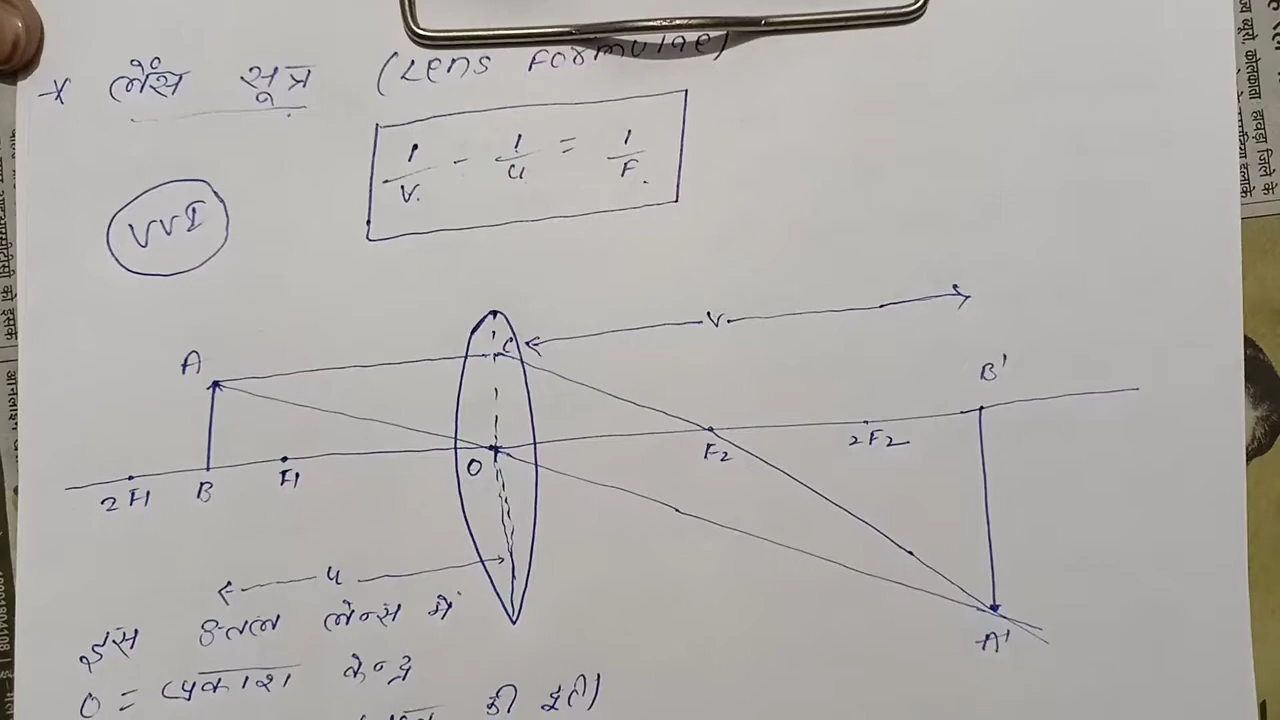 * लेंस सूत्र (Lens Formulae)
1/v - 1/u = 1/F
VVI
v
A
C
B'
2F1 B F1 O F2 2F2
u
A'
इस उत्तल लेन्स में
O = प्रकाश केन्द्र
की दूरी